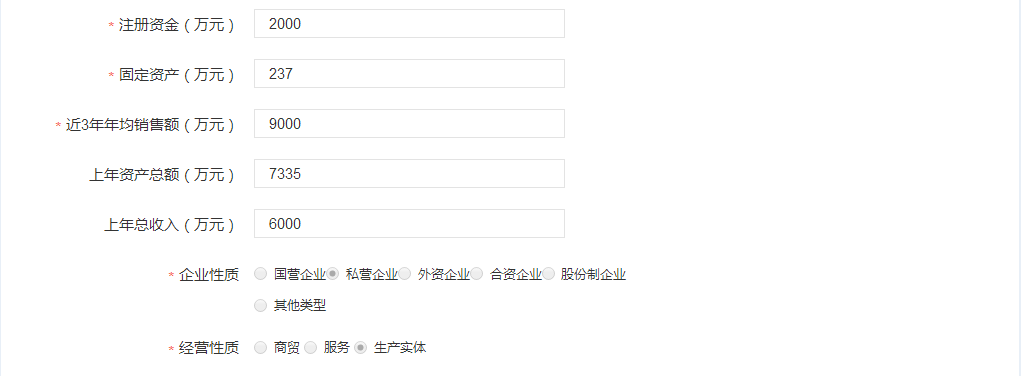 * 注册资金（万元） 2000
* 固定资产（万元） 237
* 近3年年均销售额（万元） 9000
上年资产总额（万元） 7335
上年总收入（万元） 6000
* 企业性质 国营企业 私营企业 外资企业 合资企业 股份制企业
其他类型
* 经营性质 商贸 服务 生产实体